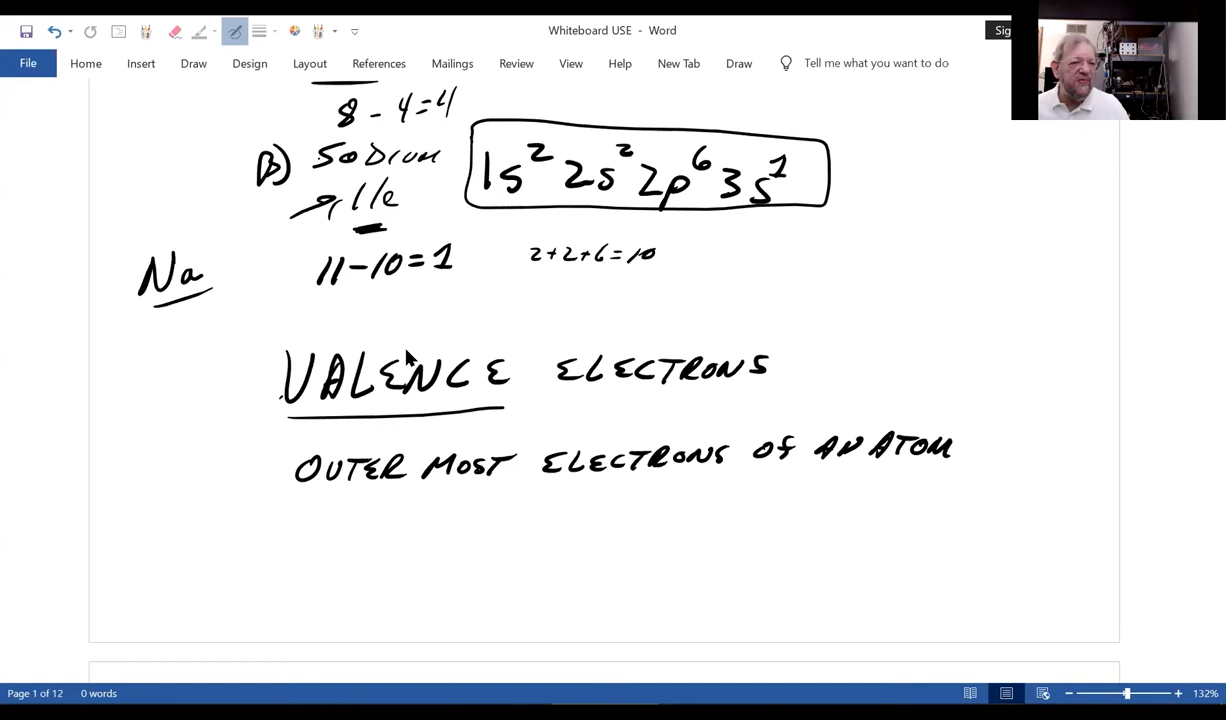 Whiteboard USE - Word
Sig
File Home Insert Draw Design Layout References Mailings Review View Help New Tab Draw Tell me what you want to do
8 - 4 = 4
B) SODium 1s² 2s² 2p⁶ 3s¹
11e
Na 11-10=1 2+2+6=10
VALENCE ELECTRONS
OUTER MOST ELECTRONS OF AN ATOM
Page 1 of 12 0 words 132%